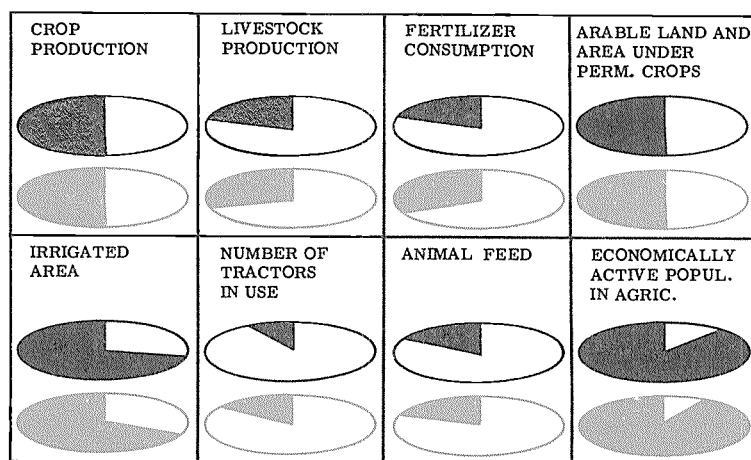 CROP
PRODUCTION
LIVESTOCK
PRODUCTION
FERTILIZER
CONSUMPTION
ARABLE LAND AND
AREA UNDER
PERM. CROPS
IRRIGATED
AREA
NUMBER OF
TRACTORS
IN USE
ANIMAL FEED
ECONOMICALLY
ACTIVE POPUL.
IN AGRIC.